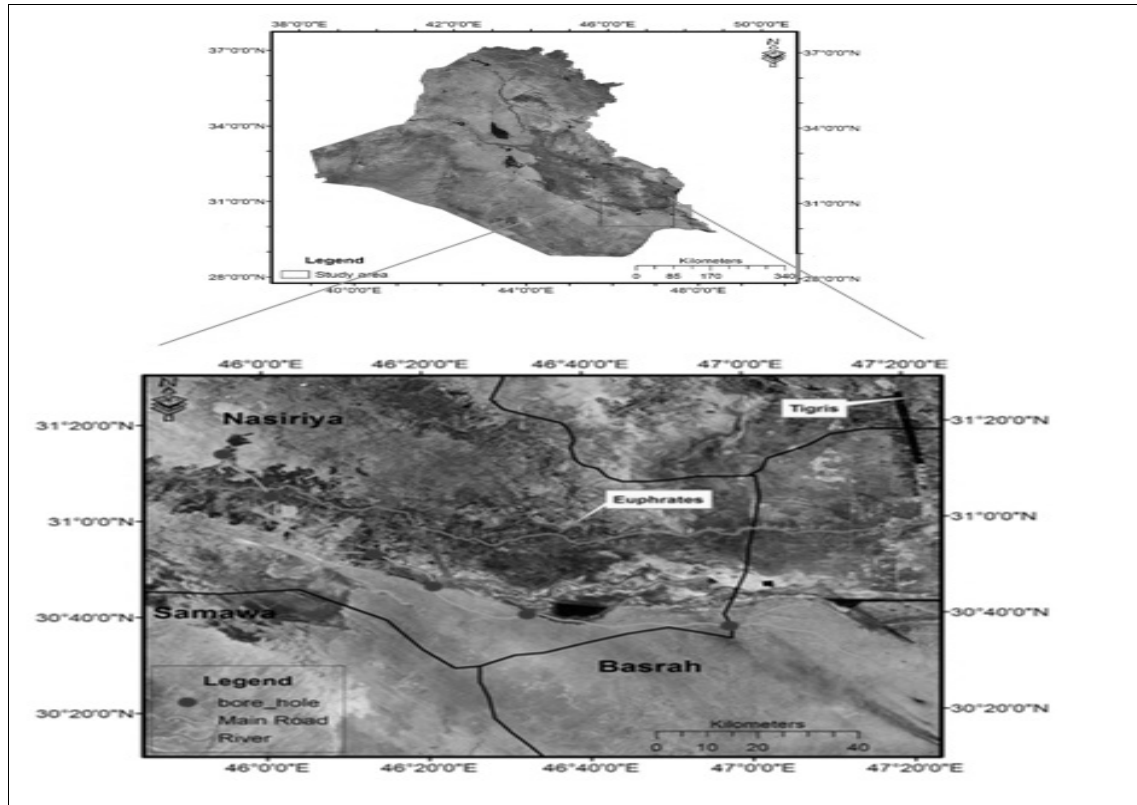 38°0'0"E 42°0'0"E 46°0'0"E 50°0'0"E
N
37°0'0"N 37°0'0"N
34°0'0"N 34°0'0"N
31°0'0"N 31°0'0"N
Legend
Study area
Kilometers
0 85 170 340
28°0'0"N 28°0'0"N
40°0'0"E 44°0'0"E 48°0'0"E
46°0'0"E 46°20'0"E 46°40'0"E 47°0'0"E 47°20'0"E
N
Tigris
Nasiriya
31°20'0"N 31°20'0"N
Euphrates
31°0'0"N 31°0'0"N
Samawa
30°40'0"N 30°40'0"N
Basrah
Legend
bore_hole
Main Road
River
Kilometers
0 5 10 20 40
30°20'0"N 30°20'0"N
46°0'0"E 46°20'0"E 46°40'0"E 47°0'0"E 47°20'0"E